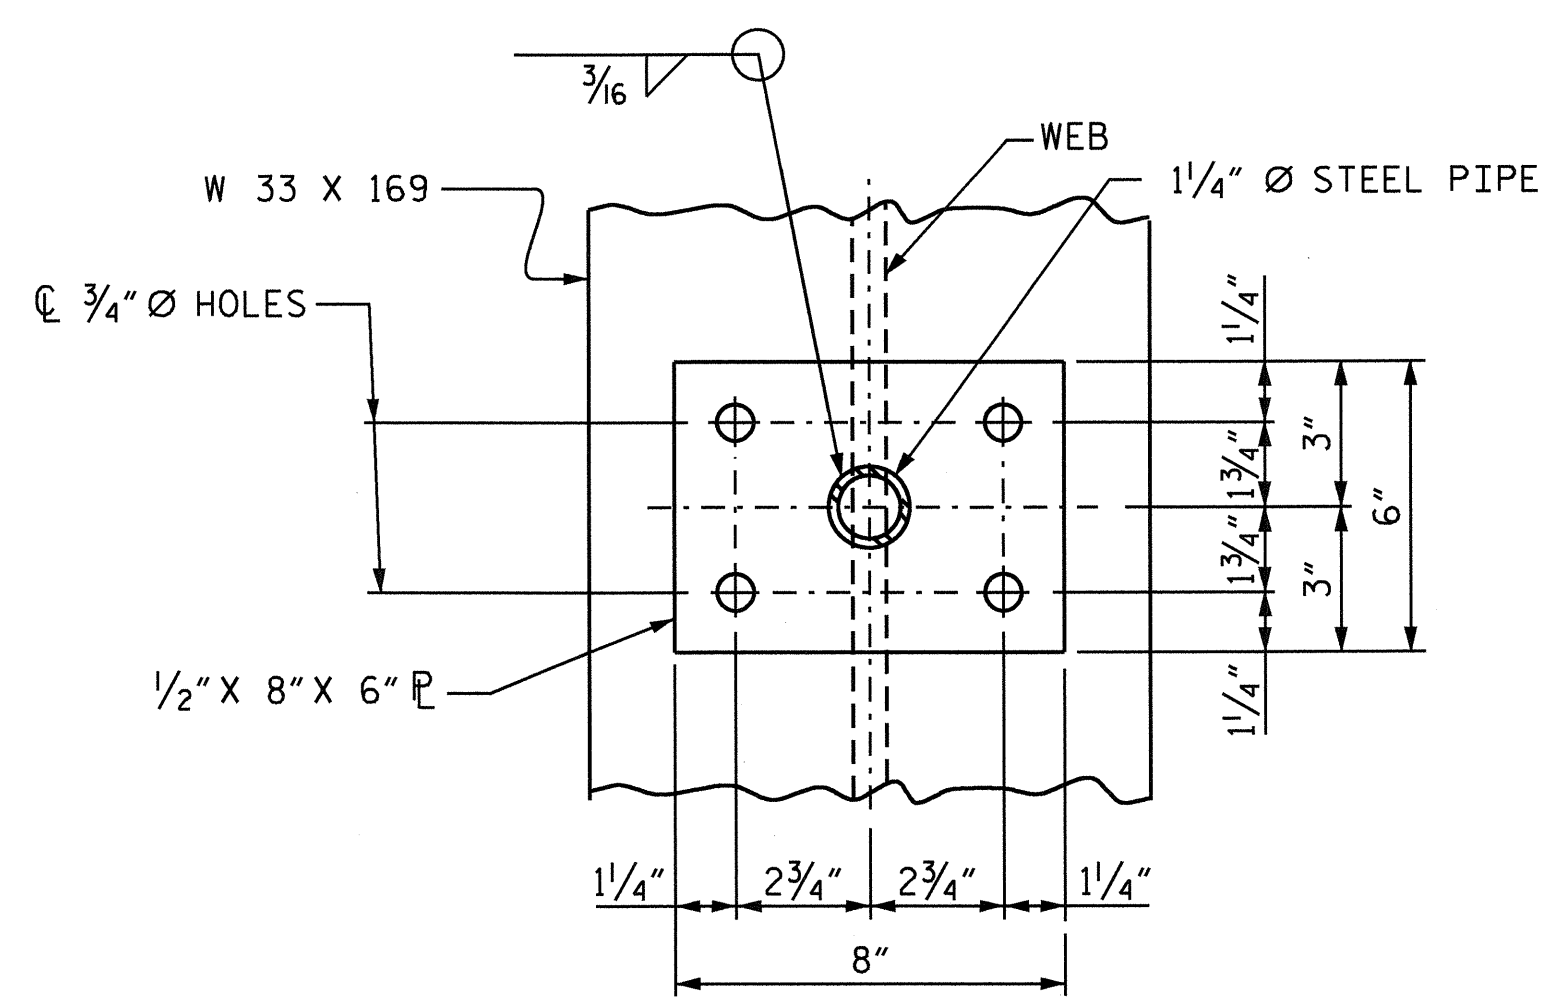 3/16
WEB
W 33 X 169
1 1/4" Ø STEEL PIPE
℄ 3/4" Ø HOLES
1 1/4"
1 3/4"
3"
6"
1 3/4"
3"
1/2" X 8" X 6" ⅊
1 1/4"
1 1/4" 2 3/4" 2 3/4" 1 1/4"
8"